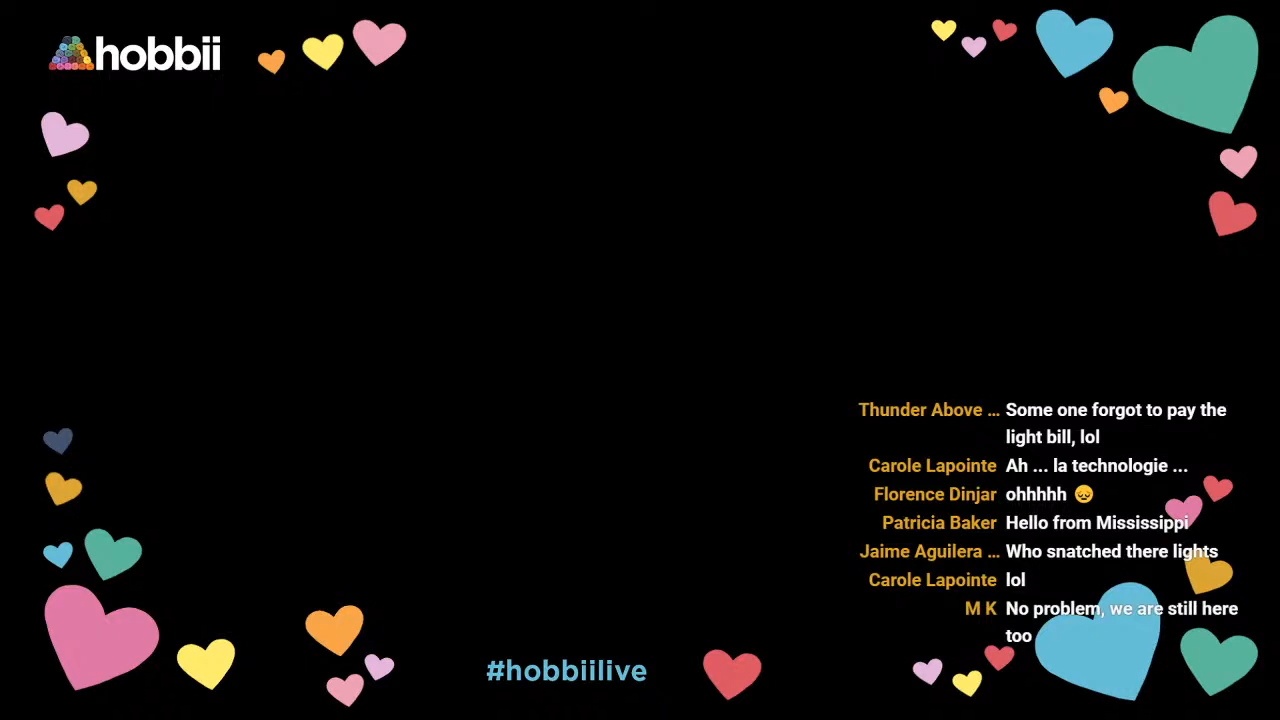 hobbii
Thunder Above ... Some one forgot to pay the
light bill, lol
Carole Lapointe Ah ... la technologie ...
Florence Dinjar ohhhhh 😞
Patricia Baker Hello from Mississippi
Jaime Aguilera ... Who snatched there lights
Carole Lapointe lol
M K No problem, we are still here
too
#hobbiilive